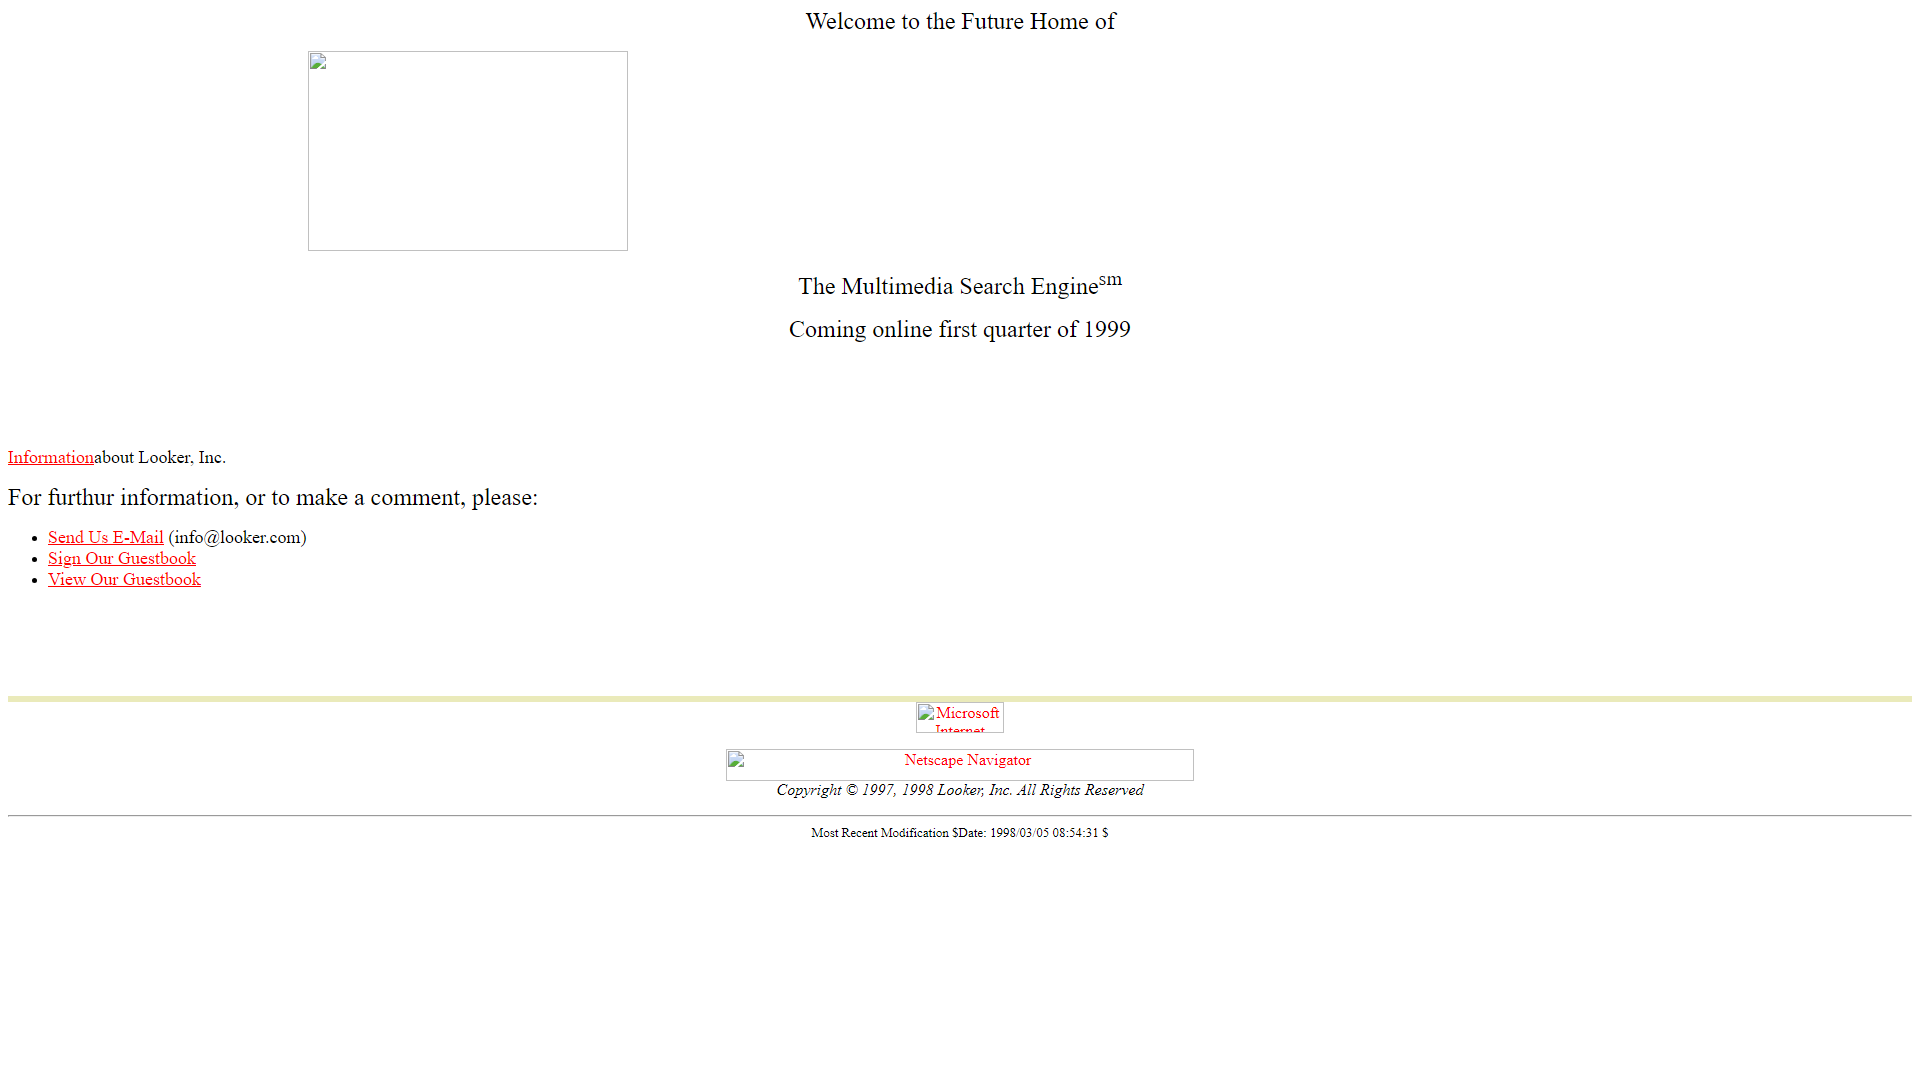 Welcome to the Future Home of
The Multimedia Search Enginesm
Coming online first quarter of 1999
Informationabout Looker, Inc.
For furthur information, or to make a comment, please:
Send Us E-Mail (info@looker.com)
Sign Our Guestbook
View Our Guestbook
Microsoft
Internet
Netscape Navigator
Copyright © 1997, 1998 Looker, Inc. All Rights Reserved
Most Recent Modification $Date: 1998/03/05 08:54:31 $